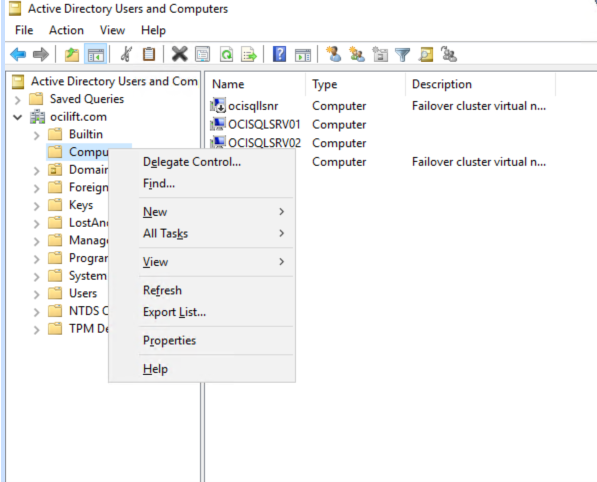 Active Directory Users and Computers
File Action View Help
Active Directory Users and Com
Name Type Description
Saved Queries
ocisqllsnr Computer Failover cluster virtual n...
ocilift.com
OCISQLSRV01 Computer
Builtin
OCISQLSRV02 Computer
Compu
Computer Failover cluster virtual n...
Domain
Foreign
Keys
LostAn
Manag
Program
System
Users
NTDS
TPM De
Delegate Control...
Find...
New
All Tasks
View
Refresh
Export List...
Properties
Help